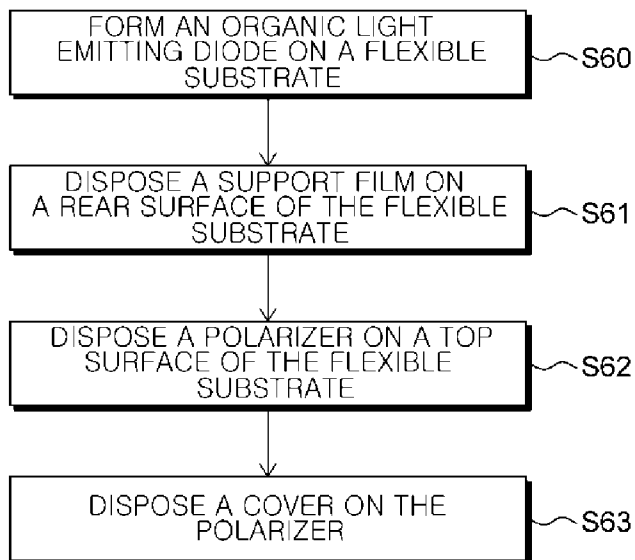 FORM AN ORGANIC LIGHT
EMITTING DIODE ON A FLEXIBLE
SUBSTRATE
S60
DISPOSE A SUPPORT FILM ON
A REAR SURFACE OF THE FLEXIBLE
SUBSTRATE
S61
DISPOSE A POLARIZER ON A TOP
SURFACE OF THE FLEXIBLE
SUBSTRATE
S62
DISPOSE A COVER ON THE
POLARIZER
S63